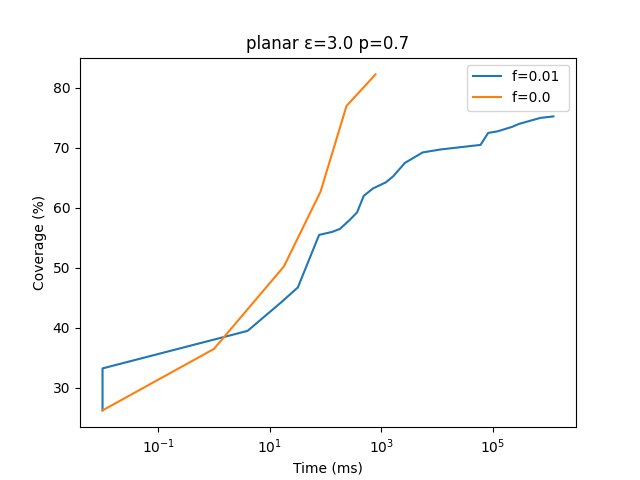 planar ε=3.0 p=0.7
f=0.01
f=0.0
80
70
60
50
40
30
Coverage (%)
10⁻¹ 10¹ 10³ 10⁵
Time (ms)